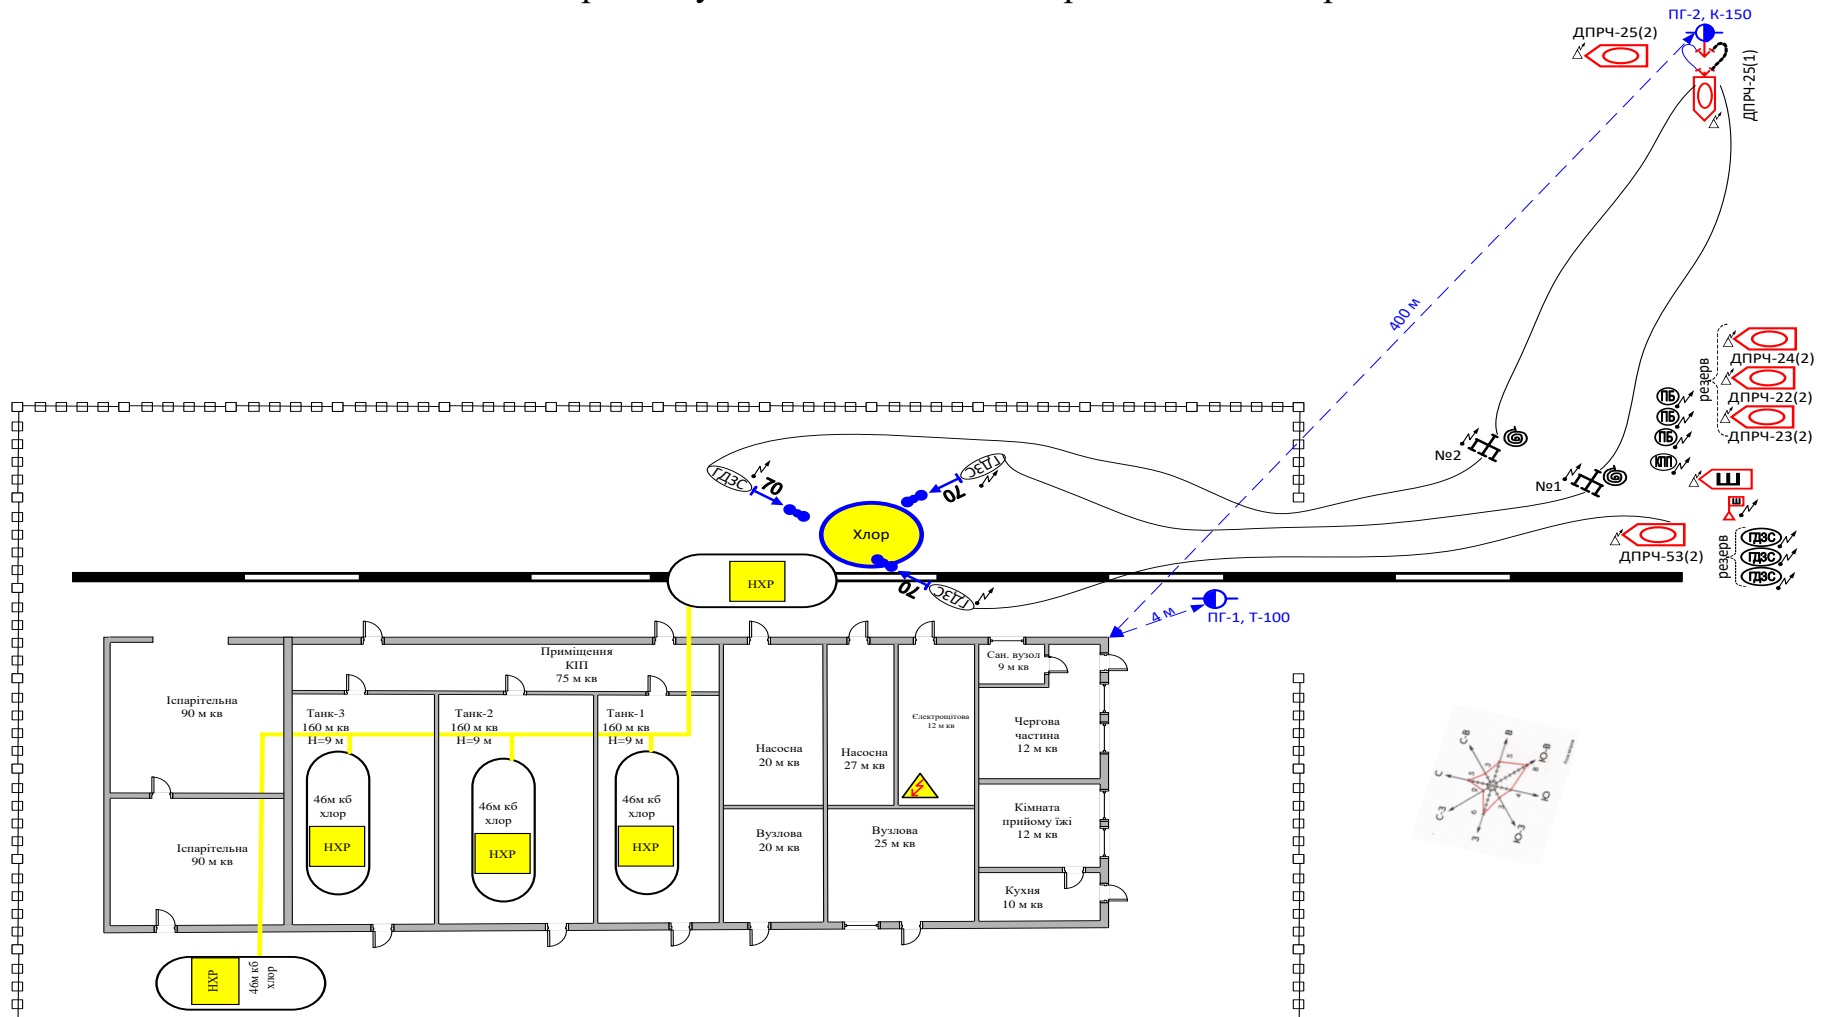 ПГ-2, К-150
ДПРЧ-25(2)
ДПРЧ-25(1)
400 м
резерв
ДПРЧ-24(2)
ДПРЧ-22(2)
ДПРЧ-23(2)
ПБ
ПБ
ПБ
КПП
Ш
Ш
№2
№1
ДПРЧ-53(2)
резерв
ГДЗС
ГДЗС
ГДЗС
ГДЗС
70
ГДЗС
70
Хлор
ГДЗС
70
НХР
4 м
ПГ-1, Т-100
Приміщення
КІП
75 м кв
Сан. вузол
9 м кв
Іспарітельна
90 м кв
Танк-3
160 м кв
Н=9 м
Танк-2
160 м кв
Н=9 м
Танк-1
160 м кв
Н=9 м
Насосна
20 м кв
Насосна
27 м кв
Єлектрощітова
12 м кв
Чергова
частина
12 м кв
46м кб
хлор
НХР
46м кб
хлор
НХР
46м кб
хлор
НХР
Іспарітельна
90 м кв
Вузлова
20 м кв
Вузлова
25 м кв
Кімната
прийому їжі
12 м кв
Кухня
10 м кв
НХР
46м кб
хлор
С-В
В
Ю-В
С
Ю
С-З
З
Ю-З